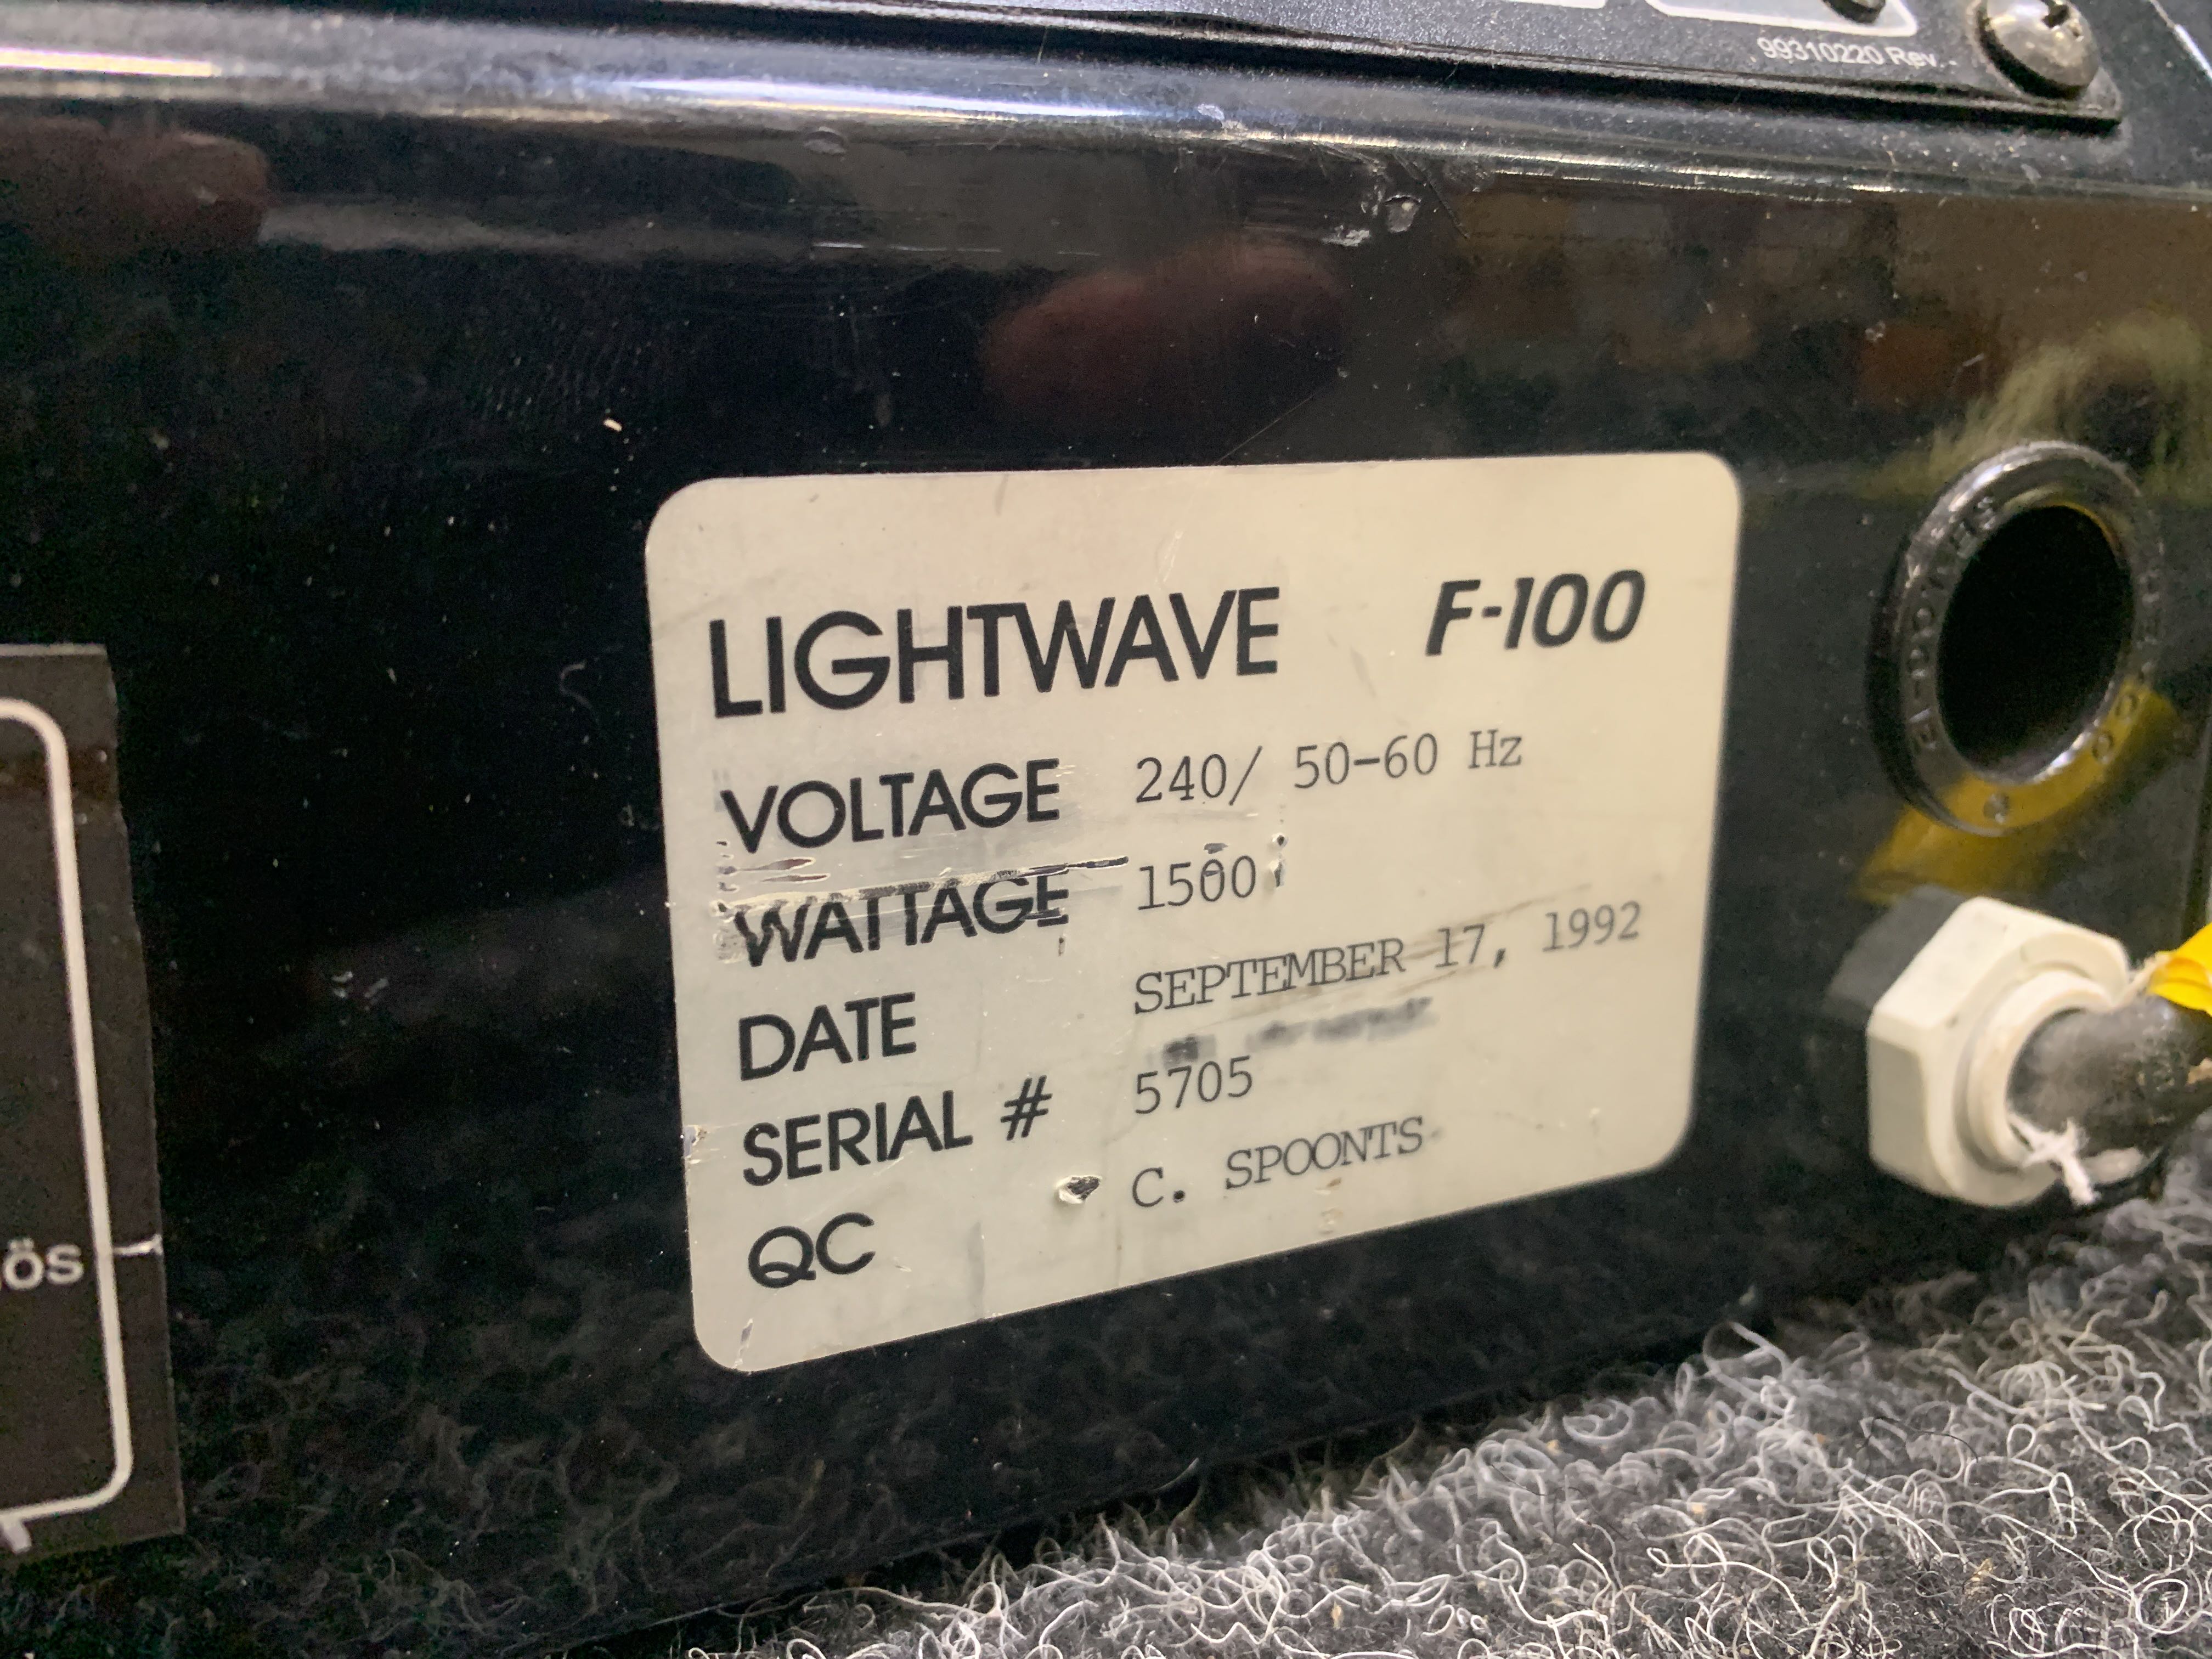 99310220 Rev.
LIGHTWAVE F-100
VOLTAGE 240/ 50-60 Hz
WATTAGE 1500
DATE SEPTEMBER 17, 1992
SERIAL # 5705
QC C. SPOONTS
ös